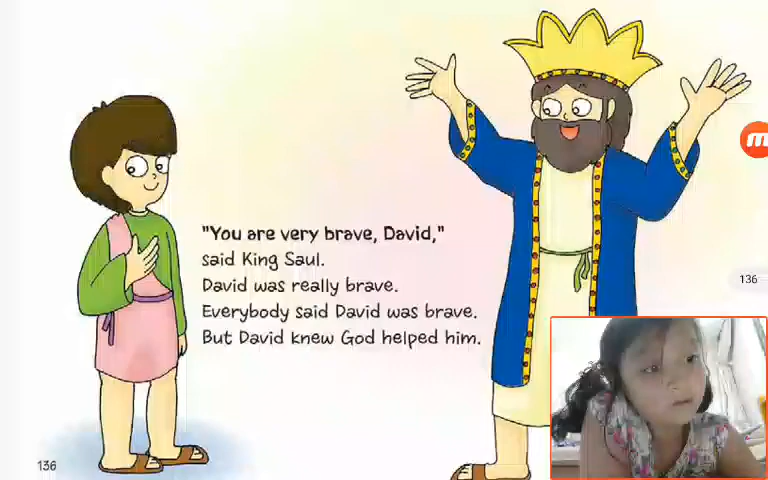 "You are very brave, David,"
said King Saul.
David was really brave.
Everybody said David was brave.
But David knew God helped him.
136
136